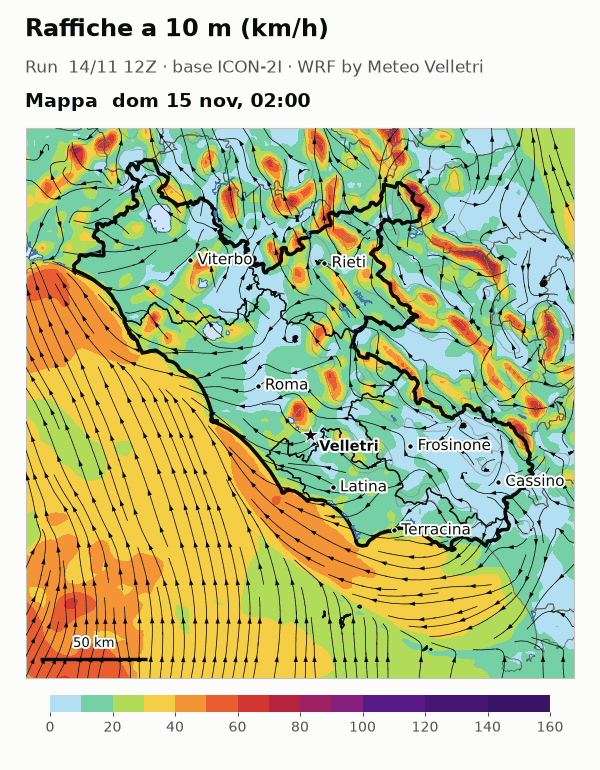 Raffiche a 10 m (km/h)
Run  14/11 12Z · base ICON-2I · WRF by Meteo Velletri
Mappa  dom 15 nov, 02:00
Viterbo
Rieti
Roma
Velletri
Frosinone
Latina
Cassino
Terracina
50 km
0 20 40 60 80 100 120 140 160